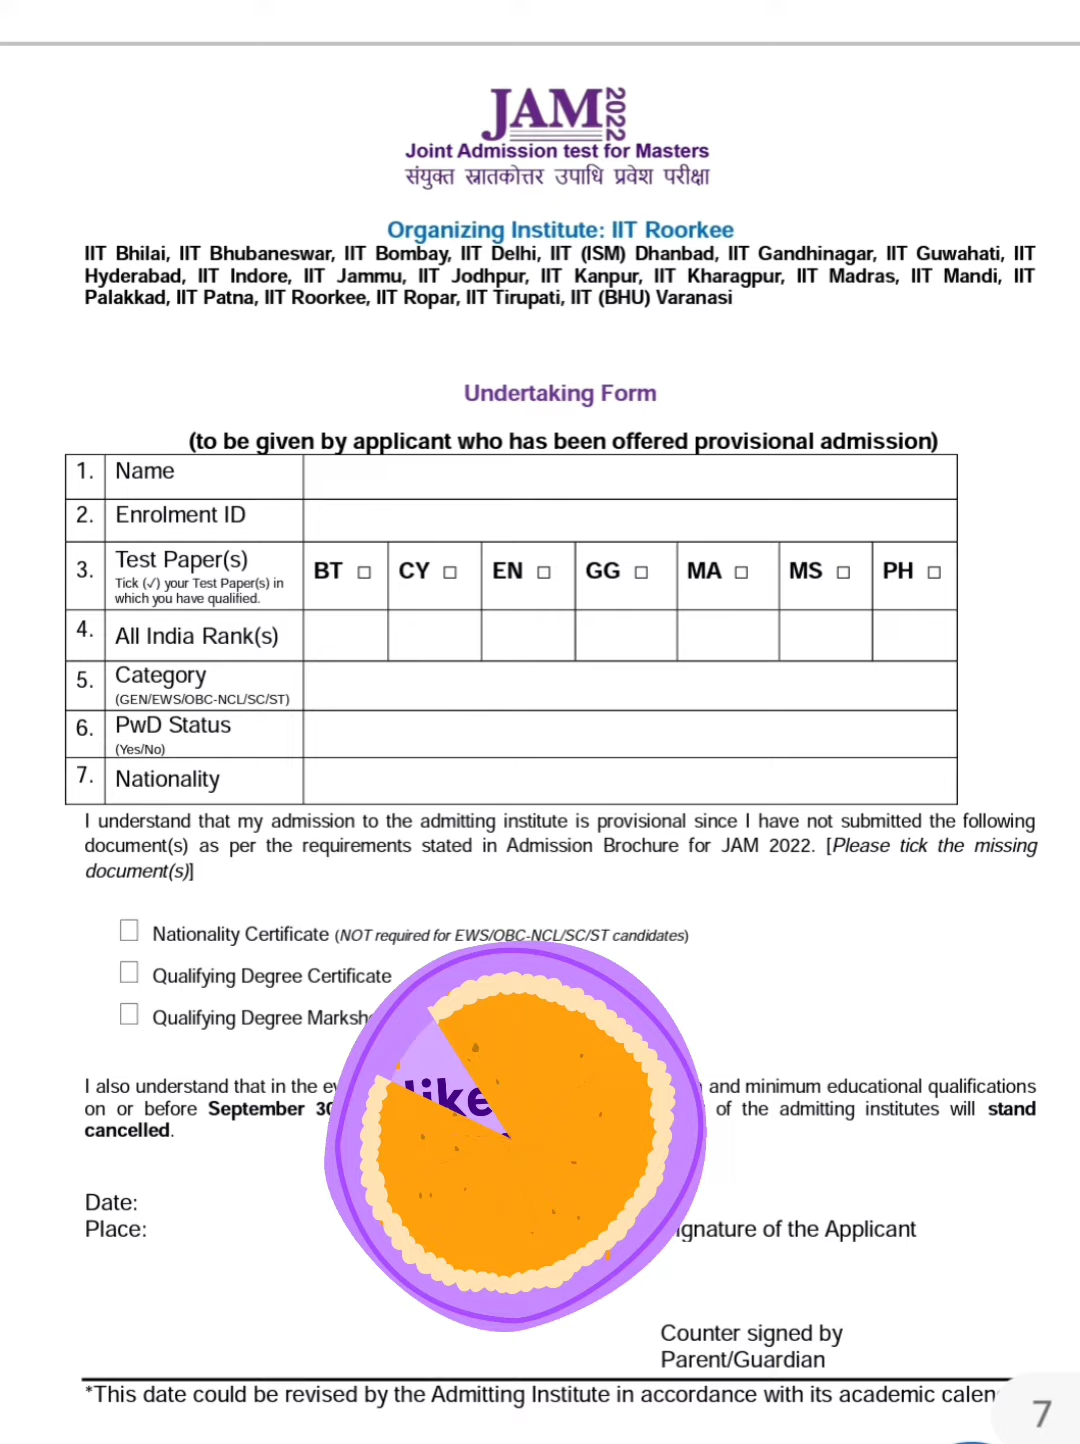 JAM 2022
Joint Admission test for Masters
संयुक्त स्नातकोत्तर उपाधि प्रवेश परीक्षा
Organizing Institute: IIT Roorkee
IIT Bhilai, IIT Bhubaneswar, IIT Bombay, IIT Delhi, IIT (ISM) Dhanbad, IIT Gandhinagar, IIT Guwahati, IIT
Hyderabad, IIT Indore, IIT Jammu, IIT Jodhpur, IIT Kanpur, IIT Kharagpur, IIT Madras, IIT Mandi, IIT
Palakkad, IIT Patna, IIT Roorkee, IIT Ropar, IIT Tirupati, IIT (BHU) Varanasi
Undertaking Form
(to be given by applicant who has been offered provisional admission)
1. Name
2. Enrolment ID
3. Test Paper(s)
Tick (✓) your Test Paper(s) in
which you have qualified.
BT □ CY □ EN □ GG □ MA □ MS □ PH □
4. All India Rank(s)
5. Category
(GEN/EWS/OBC-NCL/SC/ST)
6. PwD Status
(Yes/No)
7. Nationality
I understand that my admission to the admitting institute is provisional since I have not submitted the following
document(s) as per the requirements stated in Admission Brochure for JAM 2022. [Please tick the missing
document(s)]
□ Nationality Certificate (NOT required for EWS/OBC-NCL/SC/ST candidates)
□ Qualifying Degree Certificate
□ Qualifying Degree
like
I also understand that in the and minimum educational qualifications
on or before September of the admitting institutes will stand
cancelled.
Date:
Place: of the Applicant
Counter signed by
Parent/Guardian
*This date could be revised by the Admitting Institute in accordance with its academic
7